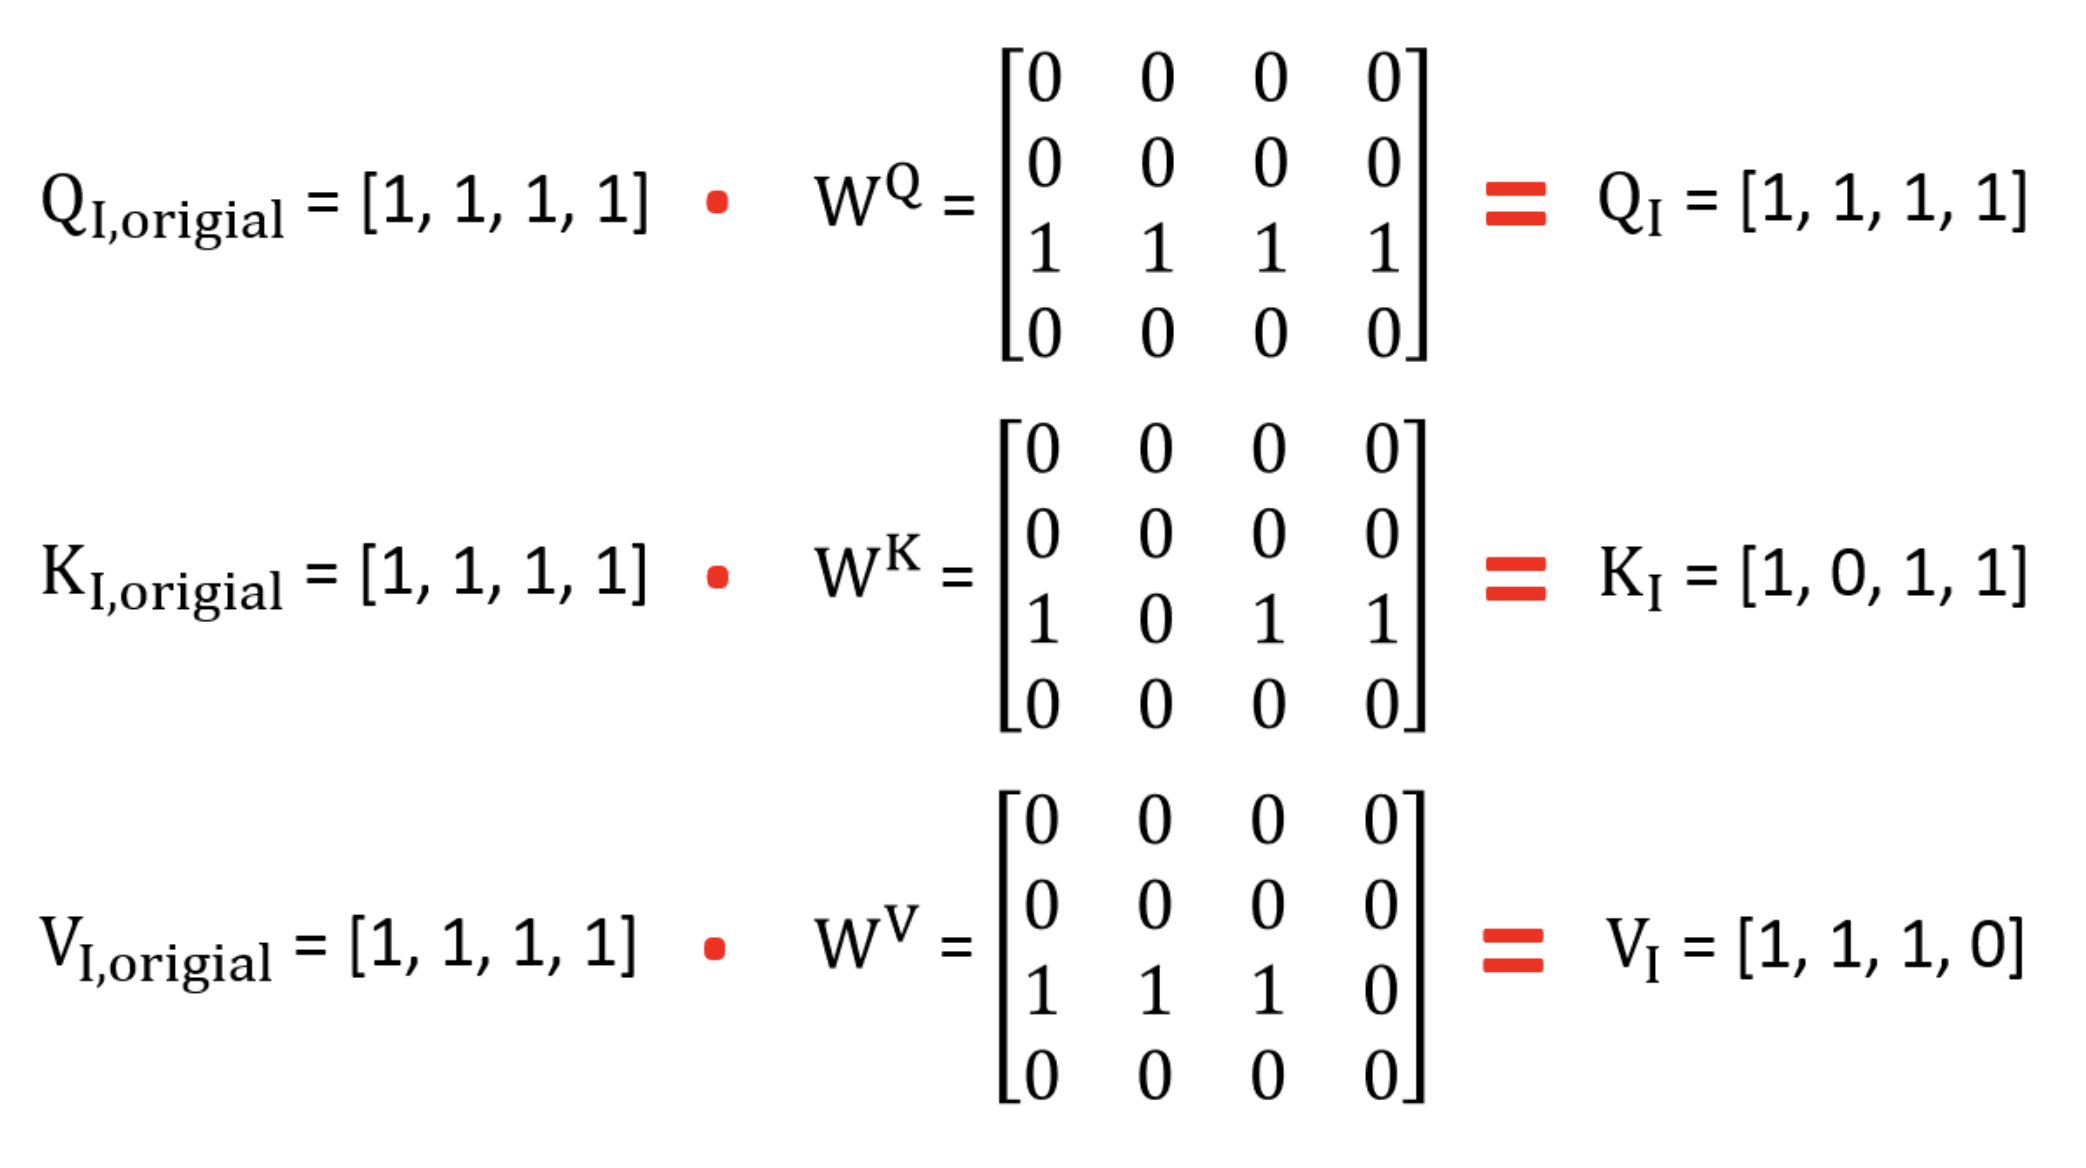 Q_I,origial = [1, 1, 1, 1] · W^Q = [0 0 0 0
0 0 0 0
1 1 1 1
0 0 0 0] = Q_I = [1, 1, 1, 1]
K_I,origial = [1, 1, 1, 1] · W^K = [0 0 0 0
0 0 0 0
1 0 1 1
0 0 0 0] = K_I = [1, 0, 1, 1]
V_I,origial = [1, 1, 1, 1] · W^V = [0 0 0 0
0 0 0 0
1 1 1 0
0 0 0 0] = V_I = [1, 1, 1, 0]